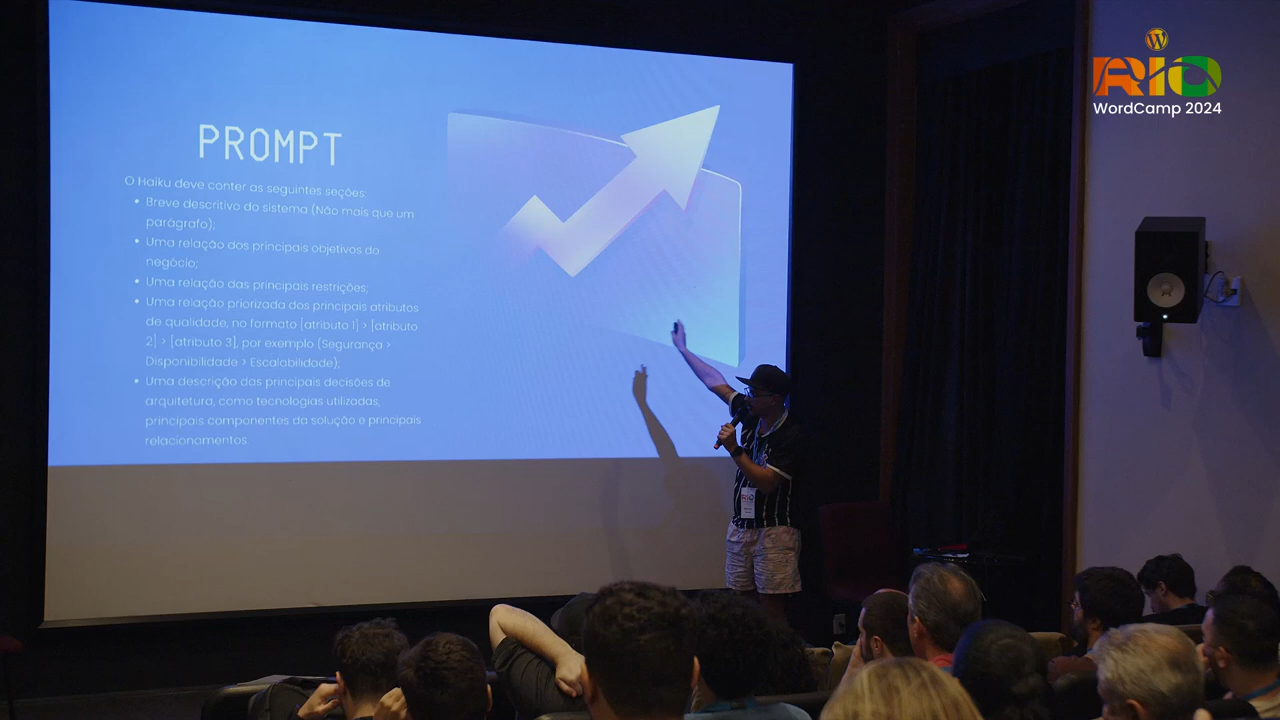 PROMPT
O Haiku deve conter as seguintes seções:
• Breve descritivo do sistema (Não mais que um
parágrafo);
• Uma relação dos principais objetivos do
negócio;
• Uma relação das principais restrições;
• Uma relação priorizada dos principais atributos
de qualidade, no formato [atributo 1] > [atributo
2] > [atributo 3], por exemplo (Segurança >
Disponibilidade > Escalabilidade);
• Uma descrição das principais decisões de
arquitetura, como tecnologias utilizadas,
principais componentes da solução e principais
relacionamentos.
W
RIO
WordCamp 2024
RIO